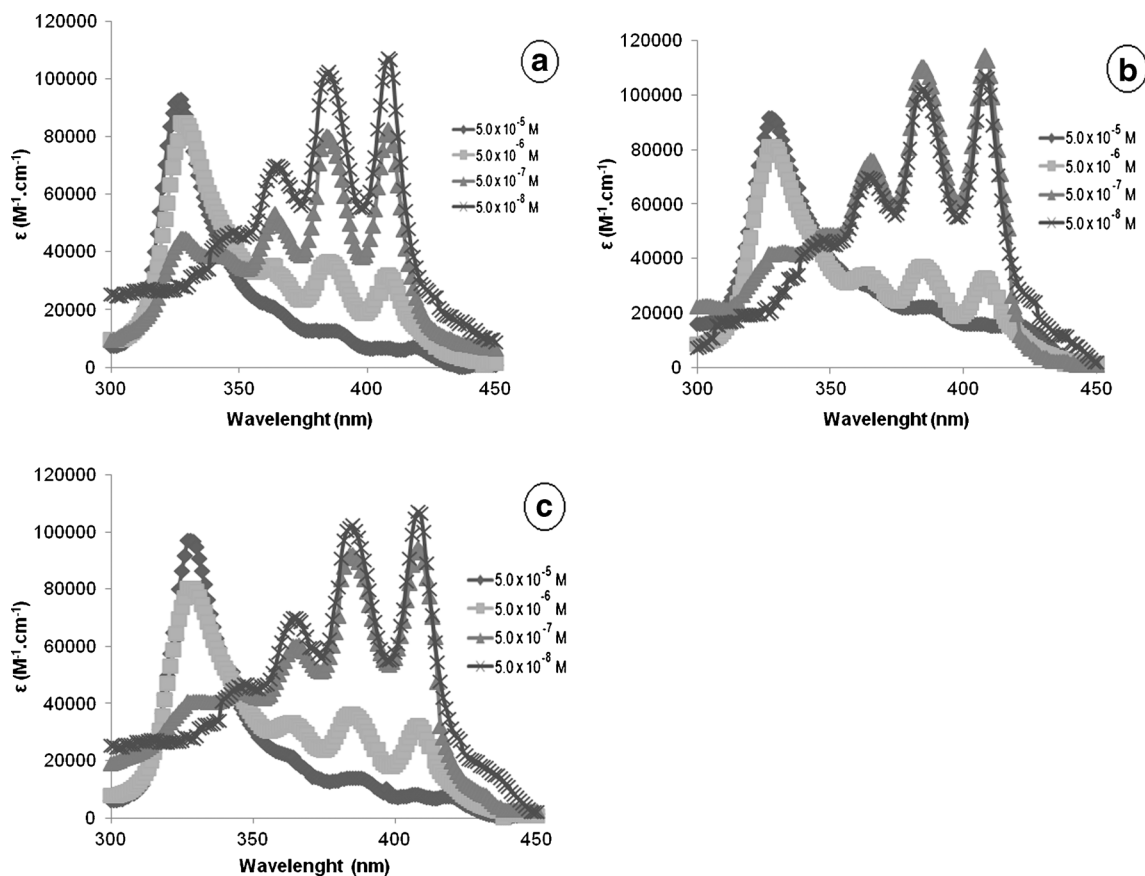 120000
100000
80000
60000
40000
20000
0
ε (M⁻¹.cm⁻¹)
300 350 400 450
Wavelenght (nm)
a
5.0 x 10⁻⁵ M
5.0 x 10⁻⁶ M
5.0 x 10⁻⁷ M
5.0 x 10⁻⁸ M
120000
100000
80000
60000
40000
20000
0
ε (M⁻¹.cm⁻¹)
300 350 400 450
Wavelenght (nm)
b
5.0 x 10⁻⁵ M
5.0 x 10⁻⁶ M
5.0 x 10⁻⁷ M
5.0 x 10⁻⁸ M
120000
100000
80000
60000
40000
20000
0
ε (M⁻¹.cm⁻¹)
300 350 400 450
Wavelenght (nm)
c
5.0 x 10⁻⁵ M
5.0 x 10⁻⁶ M
5.0 x 10⁻⁷ M
5.0 x 10⁻⁸ M